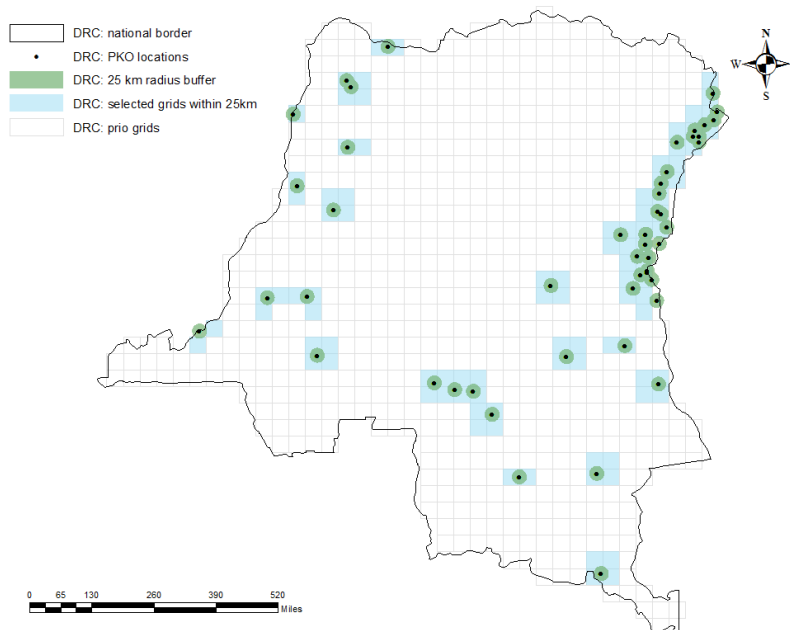 DRC: national border
DRC: PKO locations
DRC: 25 km radius buffer
DRC: selected grids within 25km
DRC: prio grids
N
W E
S
0 65 130 260 390 520
Miles